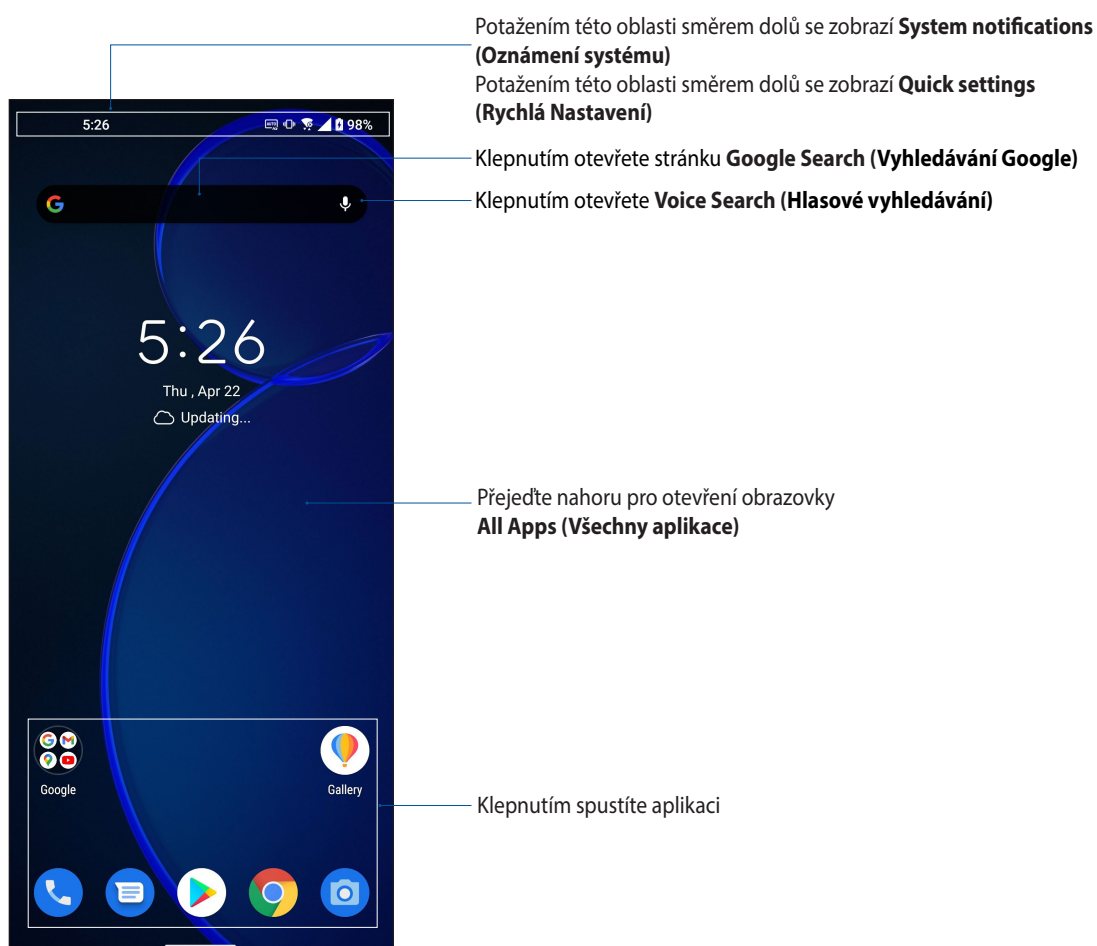 Potažením této oblasti směrem dolů se zobrazí System notifications
(Oznámení systému)
Potažením této oblasti směrem dolů se zobrazí Quick settings
(Rychlá Nastavení)
5:26
98%
Klepnutím otevřete stránku Google Search (Vyhledávání Google)
Klepnutím otevřete Voice Search (Hlasové vyhledávání)
5:26
Thu , Apr 22
Updating...
Přejeďte nahoru pro otevření obrazovky
All Apps (Všechny aplikace)
Google
Gallery
Klepnutím spustíte aplikaci